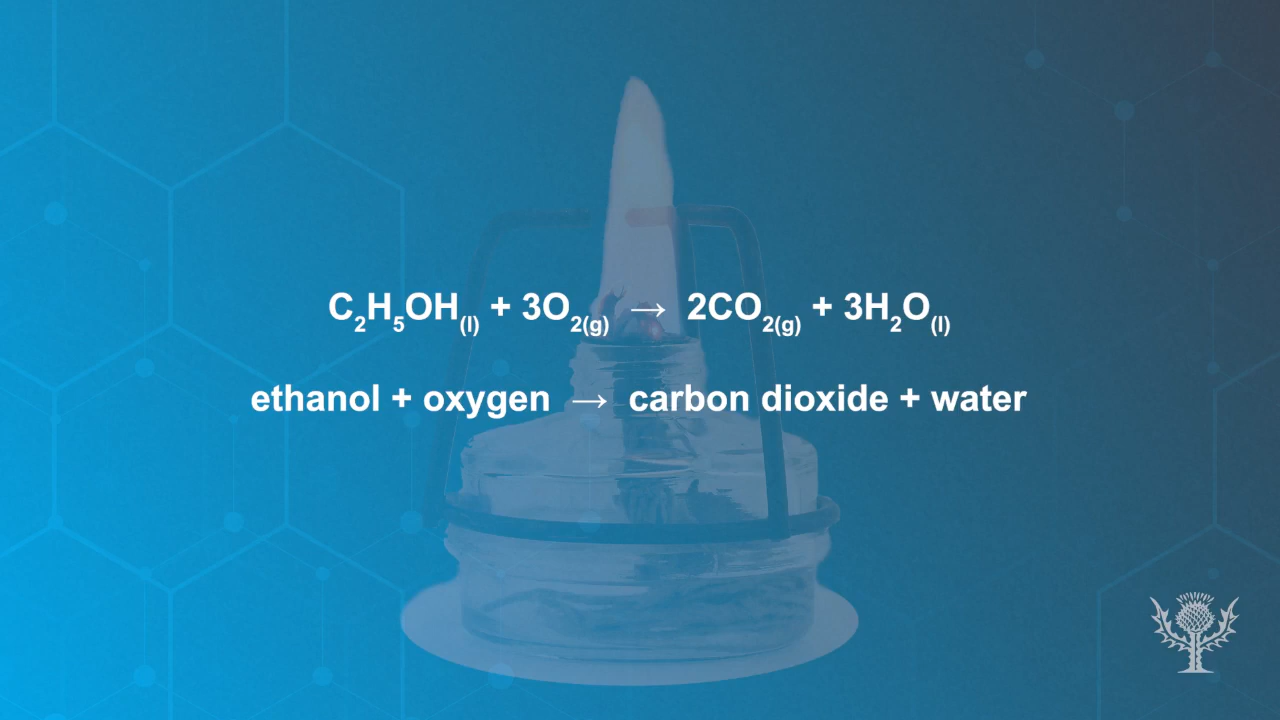 C₂H₅OH₍ₗ₎ + 3O₂₍g₎ → 2CO₂₍g₎ + 3H₂O₍ₗ₎
ethanol + oxygen → carbon dioxide + water